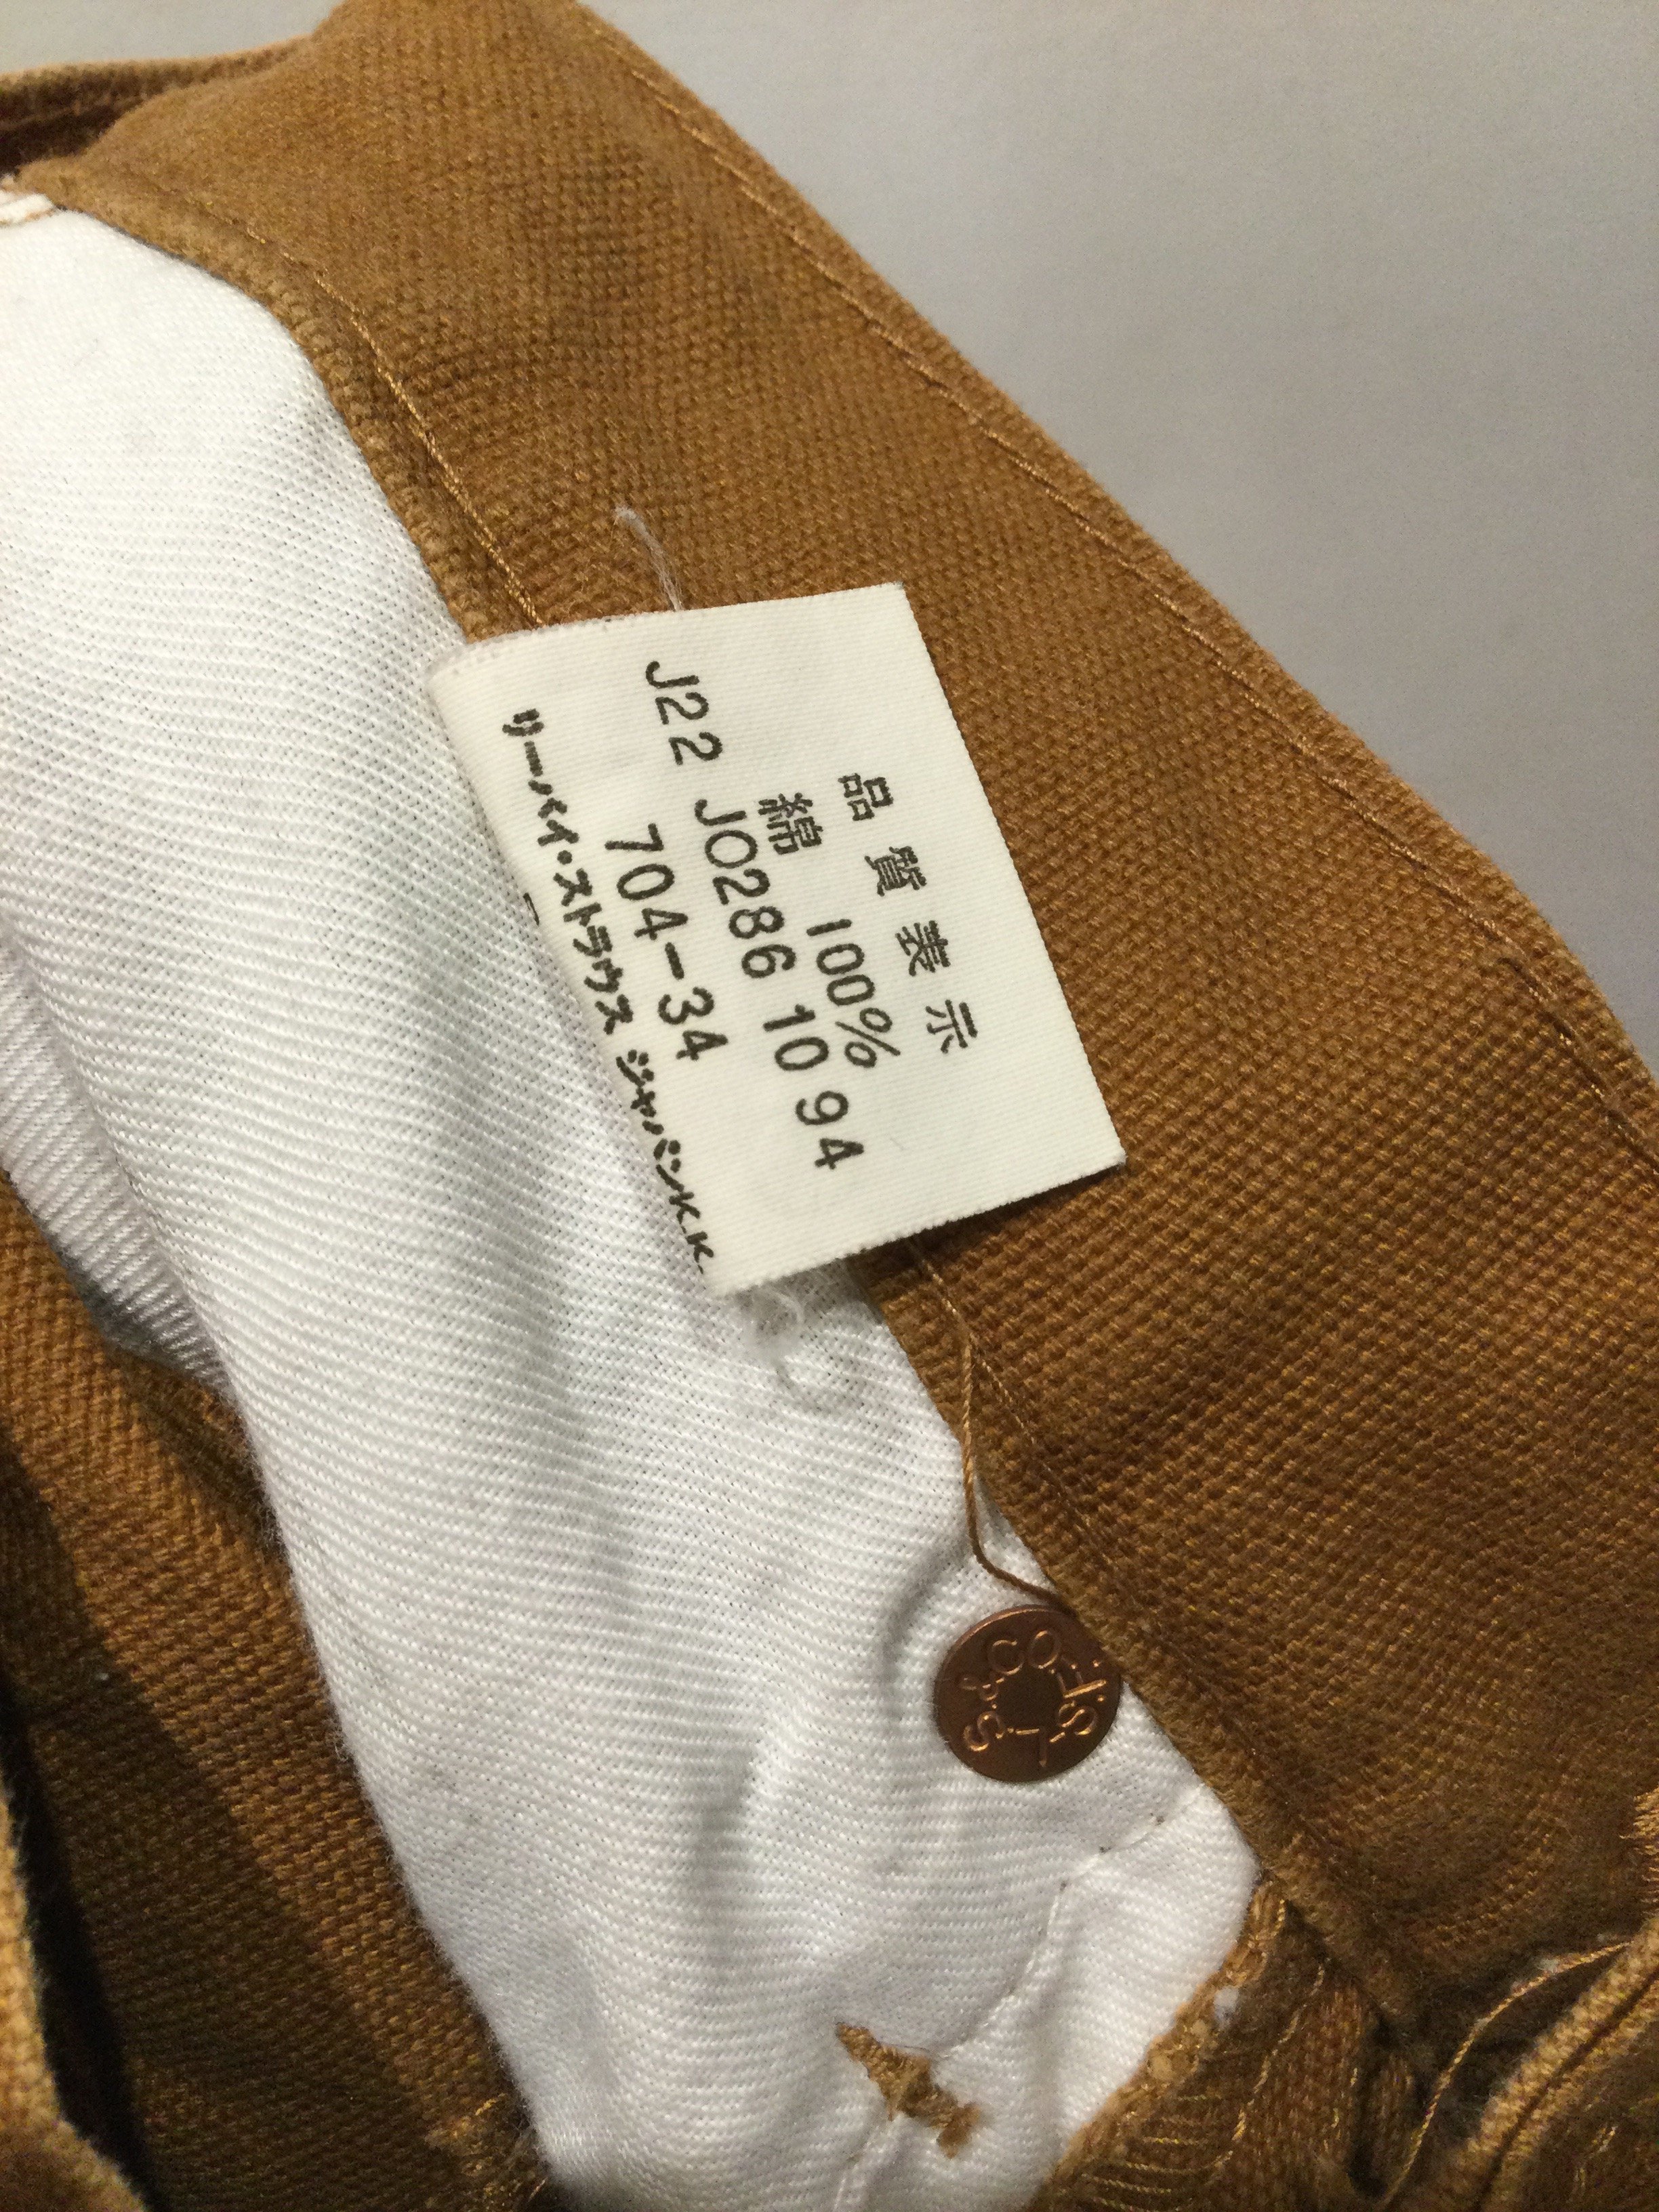 品質表示
綿 100%
J22 J0286 10 94
704-34
リーバイ・ストラウス ジャパンK.K.
L.S.&CO.-S.F.-